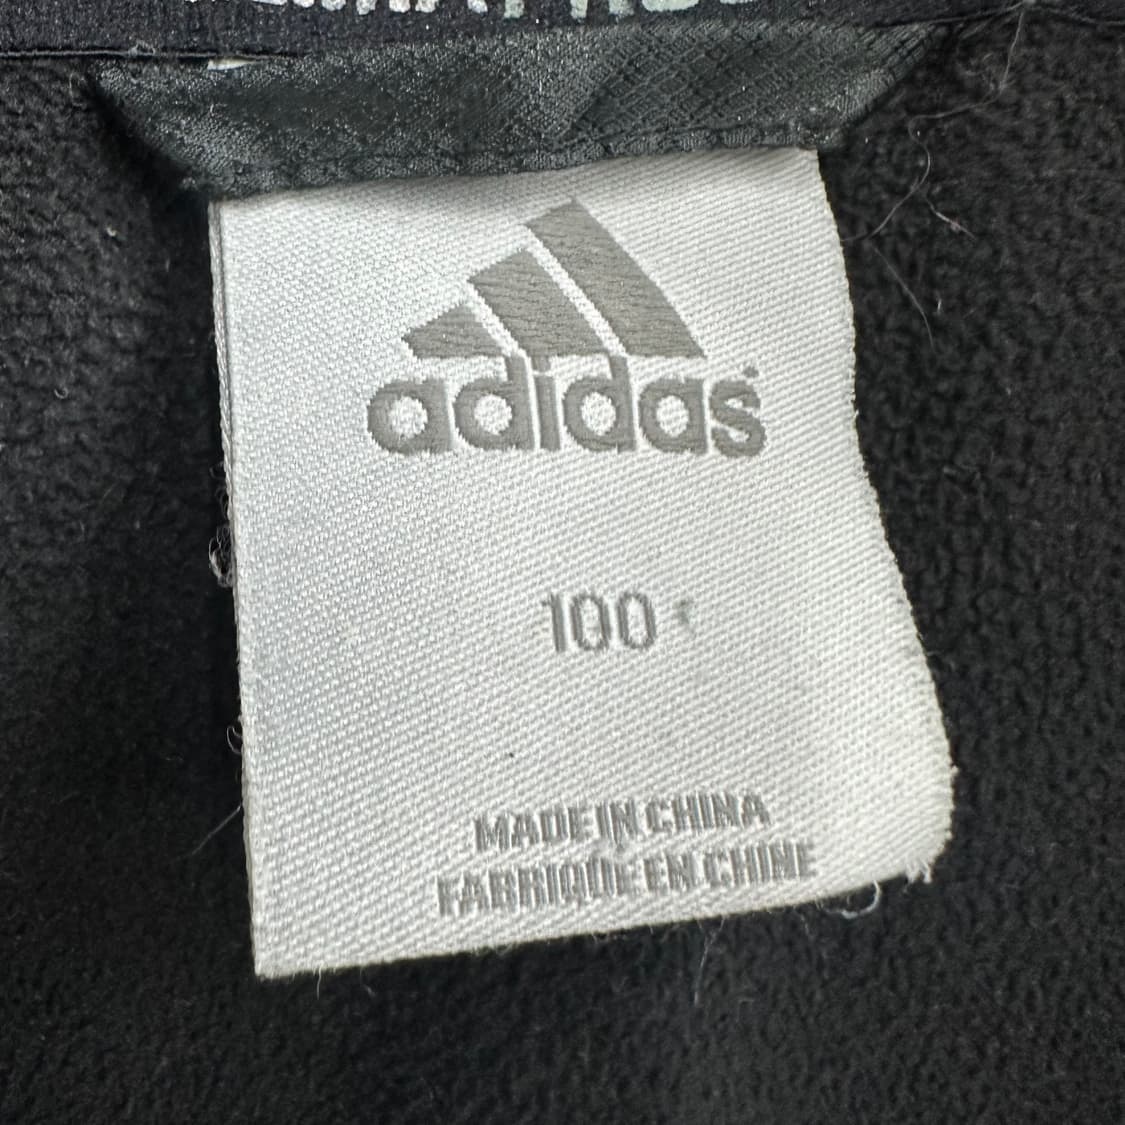 adidas
100
MADE IN CHINA
FABRIQUE EN CHINE